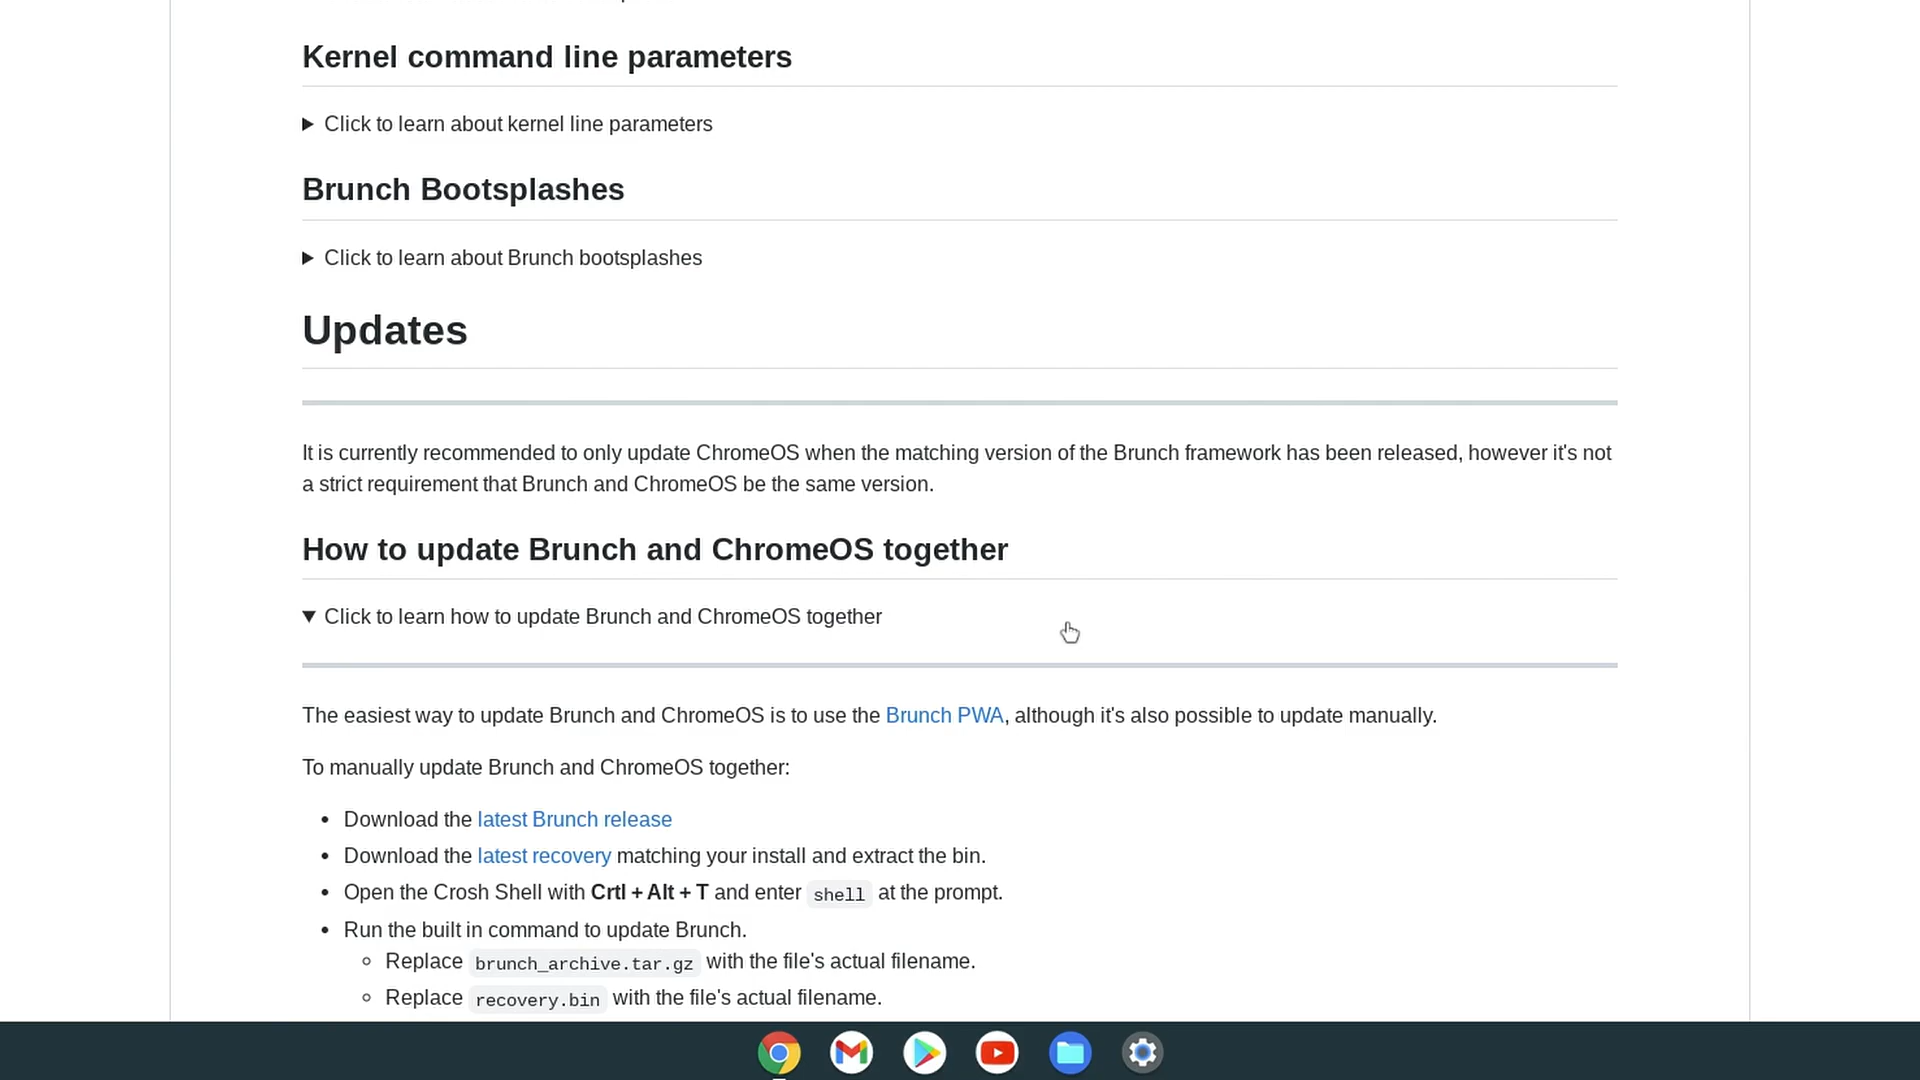 Kernel command line parameters
Click to learn about kernel line parameters
Brunch Bootsplashes
Click to learn about Brunch bootsplashes
Updates
It is currently recommended to only update ChromeOS when the matching version of the Brunch framework has been released, however it's not
a strict requirement that Brunch and ChromeOS be the same version.
How to update Brunch and ChromeOS together
Click to learn how to update Brunch and ChromeOS together
The easiest way to update Brunch and ChromeOS is to use the Brunch PWA, although it's also possible to update manually.
To manually update Brunch and ChromeOS together:
Download the latest Brunch release
Download the latest recovery matching your install and extract the bin.
Open the Crosh Shell with Crtl + Alt + T and enter shell at the prompt.
Run the built in command to update Brunch.
Replace brunch_archive.tar.gz with the file's actual filename.
Replace recovery.bin with the file's actual filename.